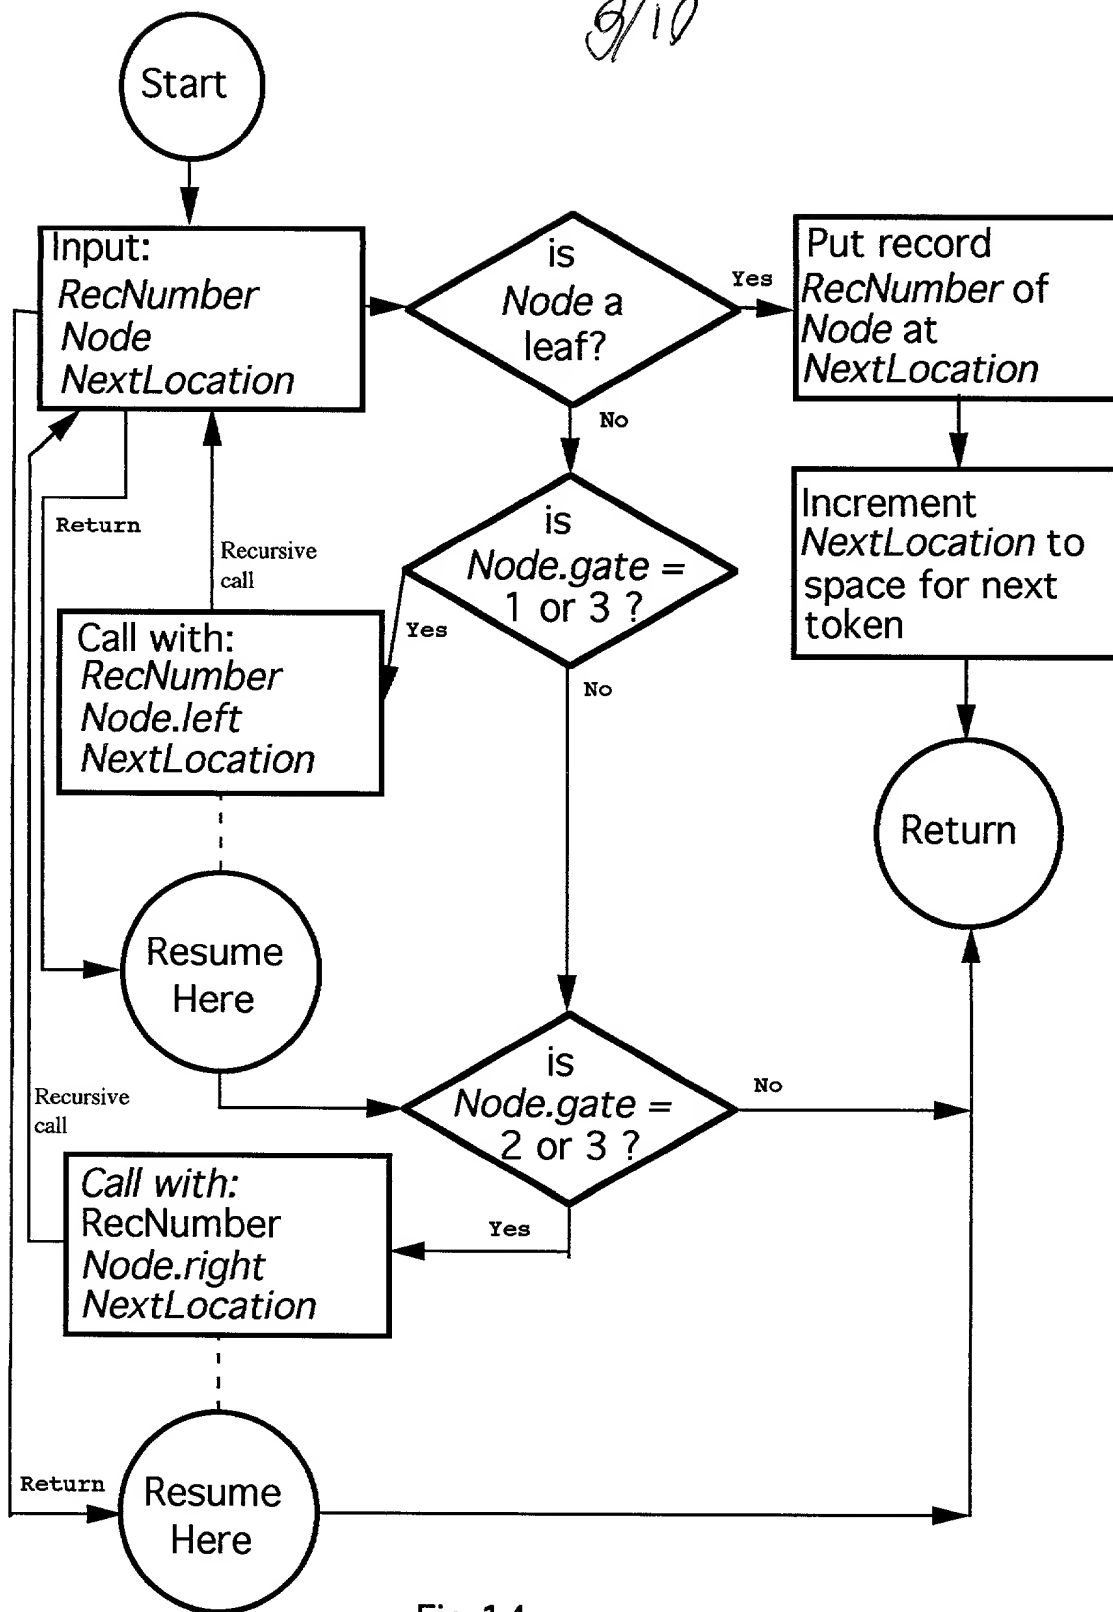 9/10
Start
Input:
RecNumber
Node
NextLocation
is
Node a
leaf?
Yes
Put record
RecNumber of
Node at
NextLocation
No
Increment
NextLocation to
space for next
token
Return
is
Node.gate =
1 or 3 ?
Yes
No
Return
Recursive
call
Call with:
RecNumber
Node.left
NextLocation
Resume
Here
is
Node.gate =
2 or 3 ?
No
Yes
Recursive
call
Call with:
RecNumber
Node.right
NextLocation
Return
Resume
Here